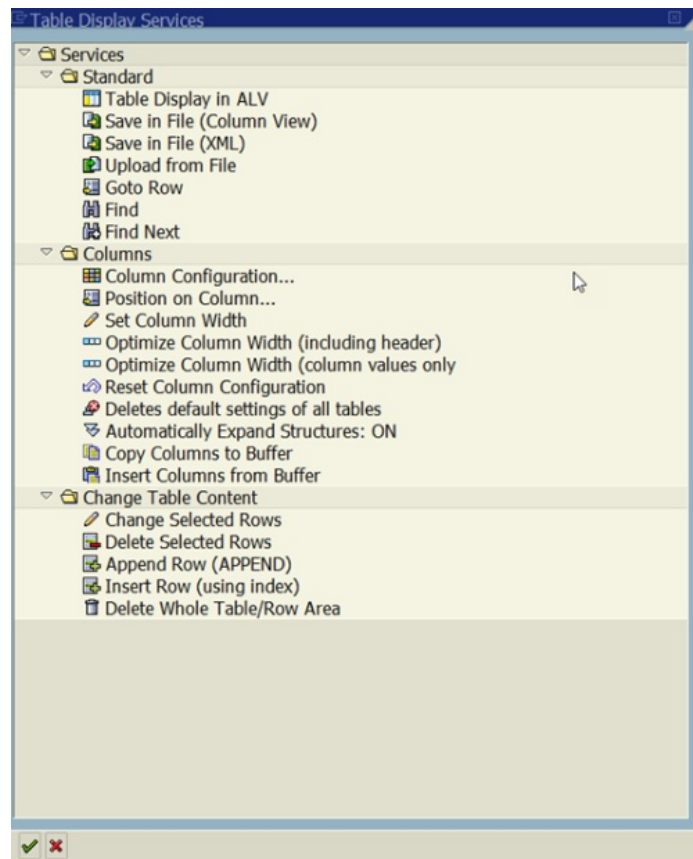 Table Display Services
Services
Standard
Table Display in ALV
Save in File (Column View)
Save in File (XML)
Upload from File
Goto Row
Find
Find Next
Columns
Column Configuration...
Position on Column...
Set Column Width
Optimize Column Width (including header)
Optimize Column Width (column values only
Reset Column Configuration
Deletes default settings of all tables
Automatically Expand Structures: ON
Copy Columns to Buffer
Insert Columns from Buffer
Change Table Content
Change Selected Rows
Delete Selected Rows
Append Row (APPEND)
Insert Row (using index)
Delete Whole Table/Row Area